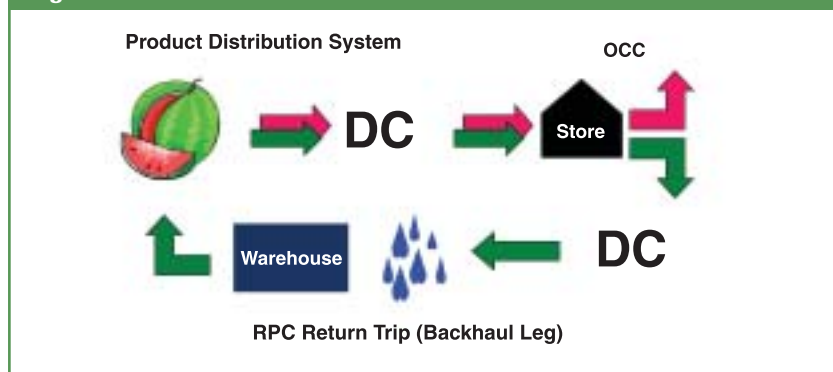 Product Distribution System
OCC
DC
Store
DC
Warehouse
RPC Return Trip (Backhaul Leg)